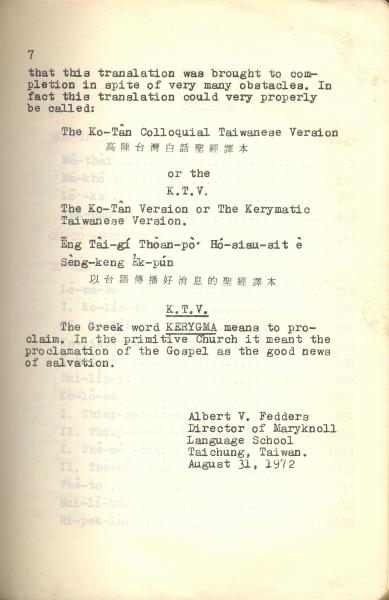 7
that this translation was brought to com-
pletion in spite of very many obstacles. In
fact this translation could very properly
be called:
The Ko-Tân Colloquial Taiwanese Version
高陳台灣白話聖經譯本
or the
K.T.V.
The Ko-Tân Version or The Kerymatic
Taiwanese Version.
Ēng Tâi-gí Thoân-pò· Hó-siau-sit ê
Sèng-keng E̍k-pún
以台語傳播好消息的聖經譯本
K.T.V.
The Greek word KERYGMA means to pro-
claim. In the primitive Church it meant the
proclamation of the Gospel as the good news
of salvation.
Albert V. Fedders
Director of Maryknoll
Language School
Taichung, Taiwan.
August 31, 1972